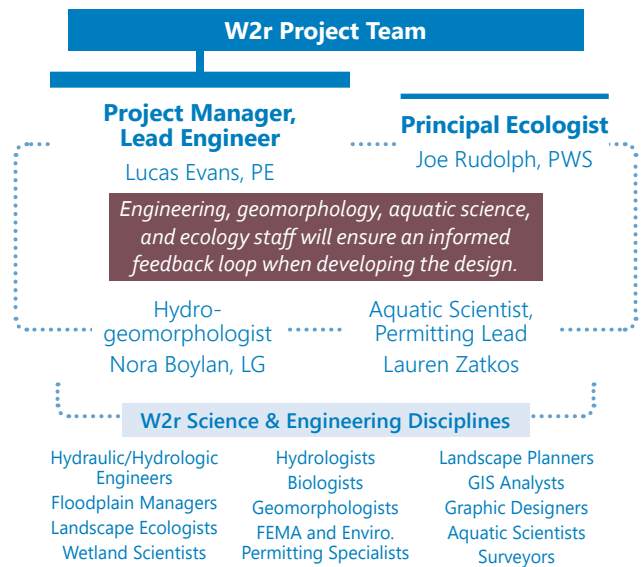 W2r Project Team
Project Manager,
Lead Engineer
Lucas Evans, PE
Principal Ecologist
Joe Rudolph, PWS
Engineering, geomorphology, aquatic science,
and ecology staff will ensure an informed
feedback loop when developing the design.
Hydro-
geomorphologist
Nora Boylan, LG
Aquatic Scientist,
Permitting Lead
Lauren Zatkos
W2r Science & Engineering Disciplines
Hydraulic/Hydrologic
Engineers
Floodplain Managers
Landscape Ecologists
Wetland Scientists
Hydrologists
Biologists
Geomorphologists
FEMA and Enviro.
Permitting Specialists
Landscape Planners
GIS Analysts
Graphic Designers
Aquatic Scientists
Surveyors